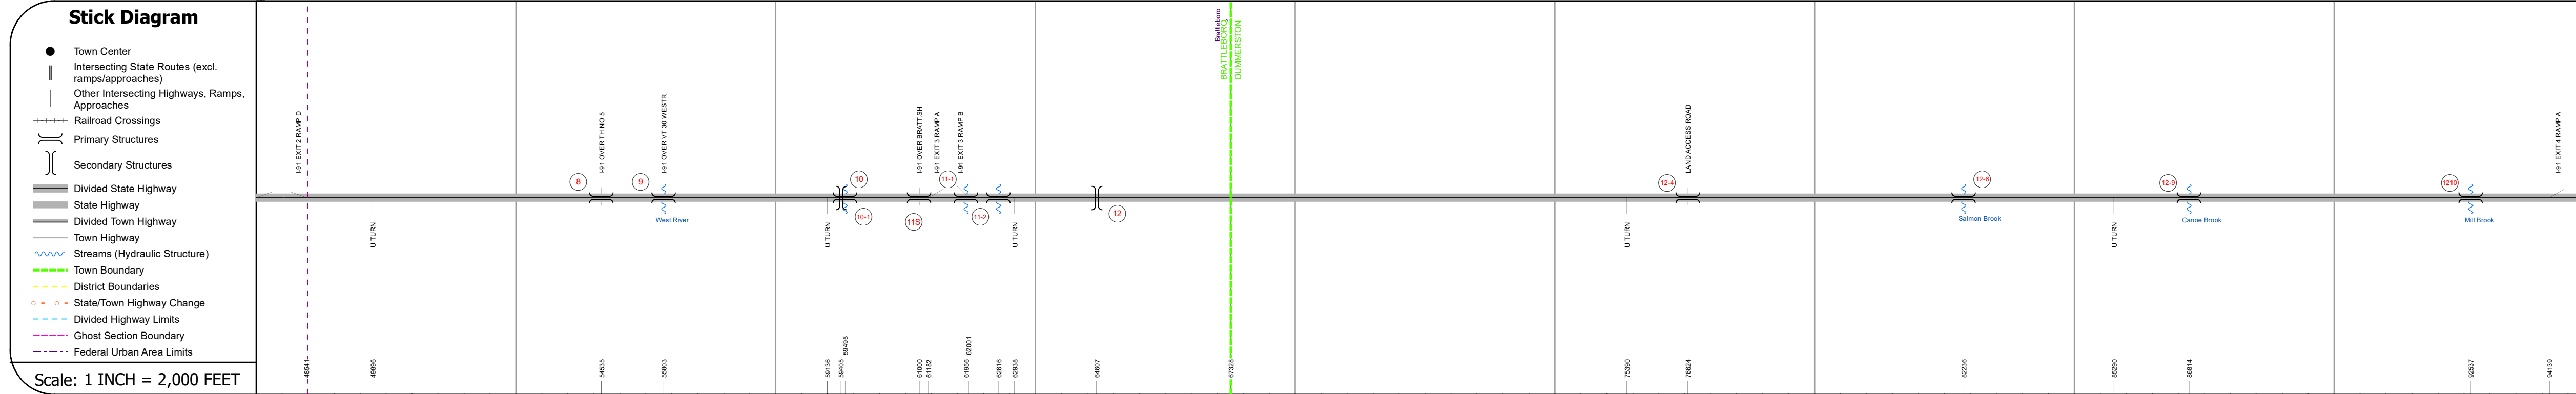 Stick Diagram
Town Center
Intersecting State Routes (excl.
ramps/approaches)
Other Intersecting Highways, Ramps,
Approaches
Railroad Crossings
Primary Structures
Secondary Structures
Divided State Highway
State Highway
Divided Town Highway
Town Highway
Streams (Hydraulic Structure)
Town Boundary
District Boundaries
State/Town Highway Change
Divided Highway Limits
Ghost Section Boundary
Federal Urban Area Limits
Scale: 1 INCH = 2,000 FEET
I-91 EXIT 2 RAMP D
I-91 OVER TH NO 5
I-91 OVER VT 30 WESTR
I-91 OVER BRATT.SH
I-91 EXIT 3 RAMP A
I-91 EXIT 3 RAMP B
Brattleboro
BRATTLEBORO
DUMMERSTON
LAND ACCESS ROAD
I-91 EXIT 4 RAMP A
8
9
10
11-1
12-4
12-6
12-9
1210
10-1
11S
11-2
12
West River
Salmon Brook
Canoe Brook
Mill Brook
U TURN
U TURN
U TURN
U TURN
U TURN
48541
49896
54535
55803
59136
59405
59495
61000
61182
61956
62001
62616
62938
64607
67328
75390
76624
82236
85290
86814
92537
94139